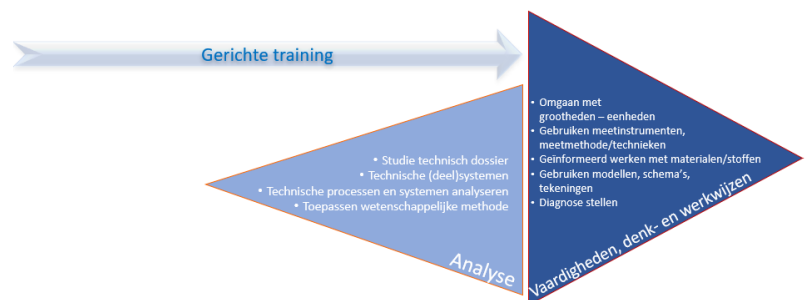 Gerichte training
• Studie technisch dossier
• Technische (deel)systemen
• Technische processen en systemen analyseren
• Toepassen wetenschappelijke methode
Analyse
• Omgaan met
grootheden – eenheden
• Gebruiken meetinstrumenten,
meetmethode/technieken
• Geïnformeerd werken met materialen/stoffen
• Gebruiken modellen, schema's,
tekeningen
• Diagnose stellen
Vaardigheden, denk- en werkwijzen